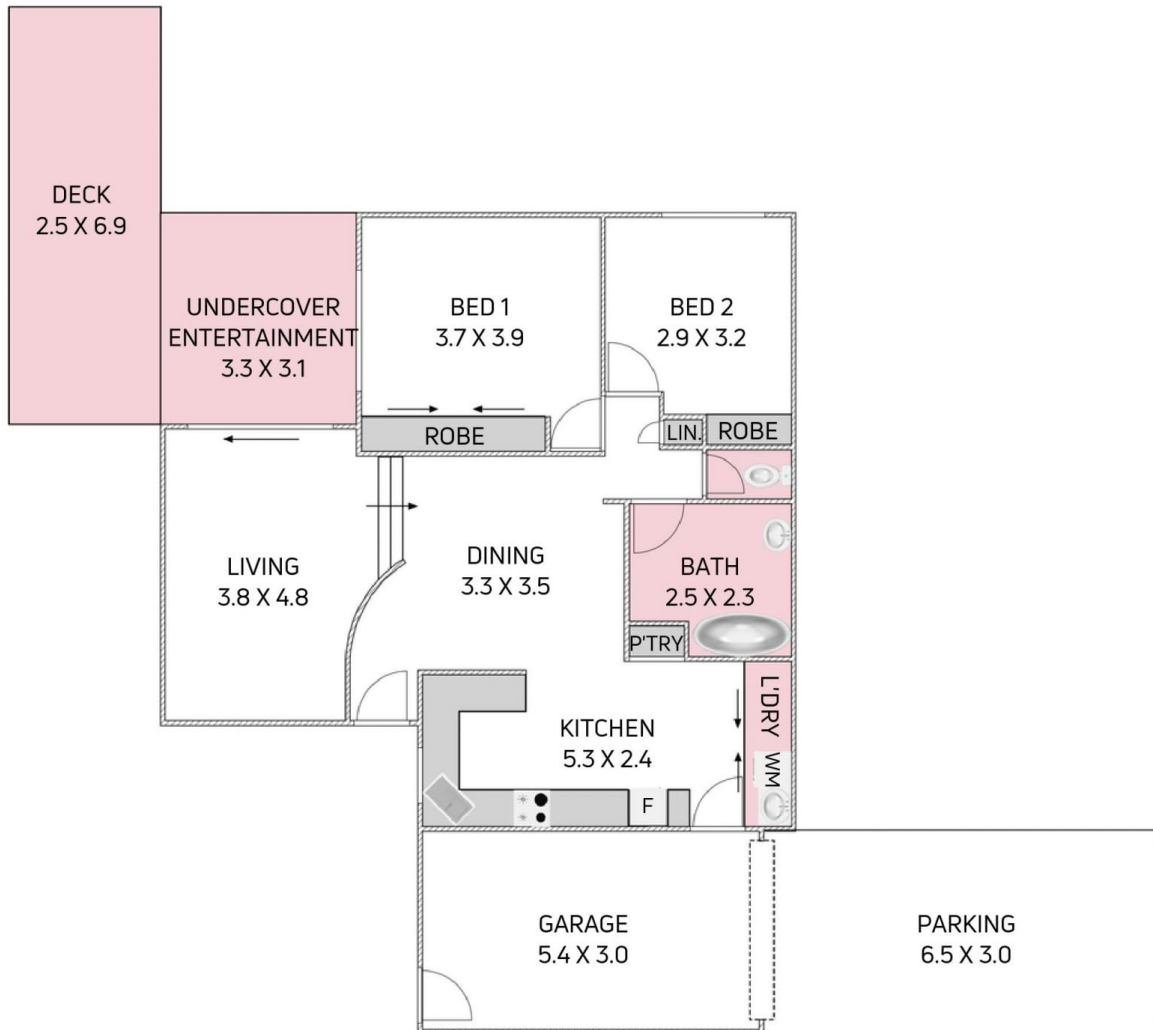 DECK
2.5 X 6.9
UNDERCOVER
ENTERTAINMENT
3.3 X 3.1
BED 1
3.7 X 3.9
BED 2
2.9 X 3.2
ROBE
LIN.
ROBE
LIVING
3.8 X 4.8
DINING
3.3 X 3.5
BATH
2.5 X 2.3
P'TRY
KITCHEN
5.3 X 2.4
L'DRY
WM
F
GARAGE
5.4 X 3.0
PARKING
6.5 X 3.0